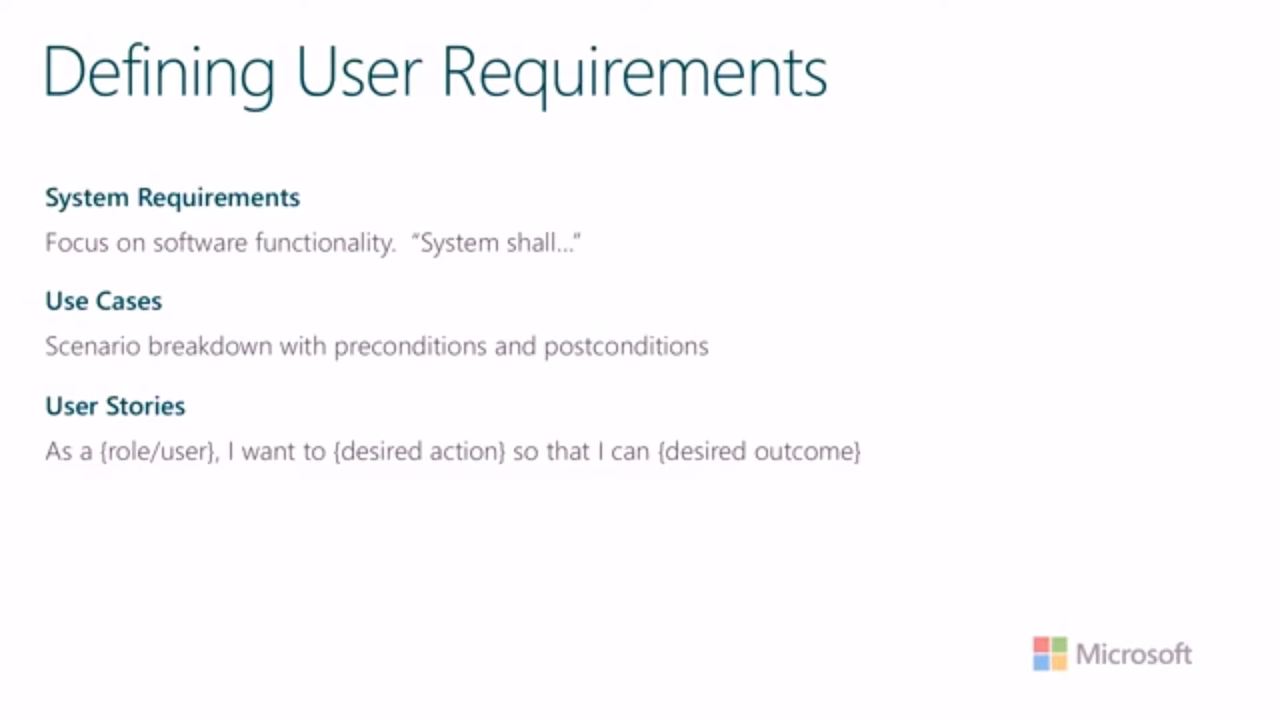 Defining User Requirements
System Requirements
Focus on software functionality.  “System shall...”
Use Cases
Scenario breakdown with preconditions and postconditions
User Stories
As a {role/user}, I want to {desired action} so that I can {desired outcome}
Microsoft